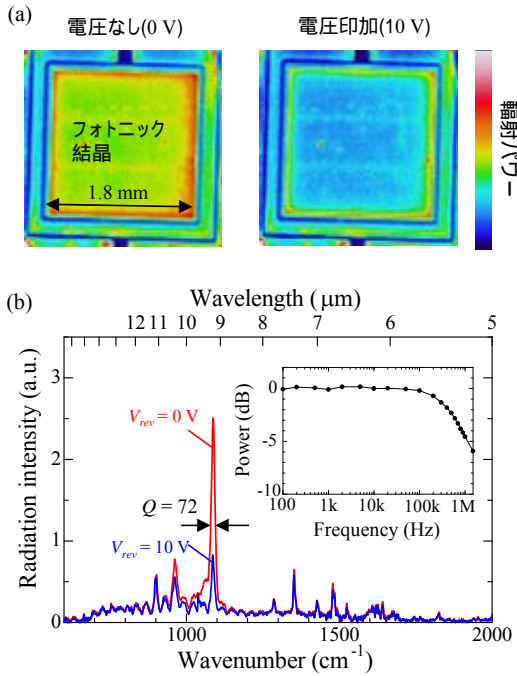 (a)
電圧なし(0 V)
電圧印加(10 V)
フォトニック
結晶
1.8 mm
輻射パワー
(b)
Wavelength (μm)
12 11 10 9 8 7 6 5
Radiation intensity (a.u.)
3
2
1
0
V_rev = 0 V
Q = 72
V_rev = 10 V
Power (dB)
0
-5
-10
100 1k 10k 100k 1M
Frequency (Hz)
1000 1500 2000
Wavenumber (cm⁻¹)